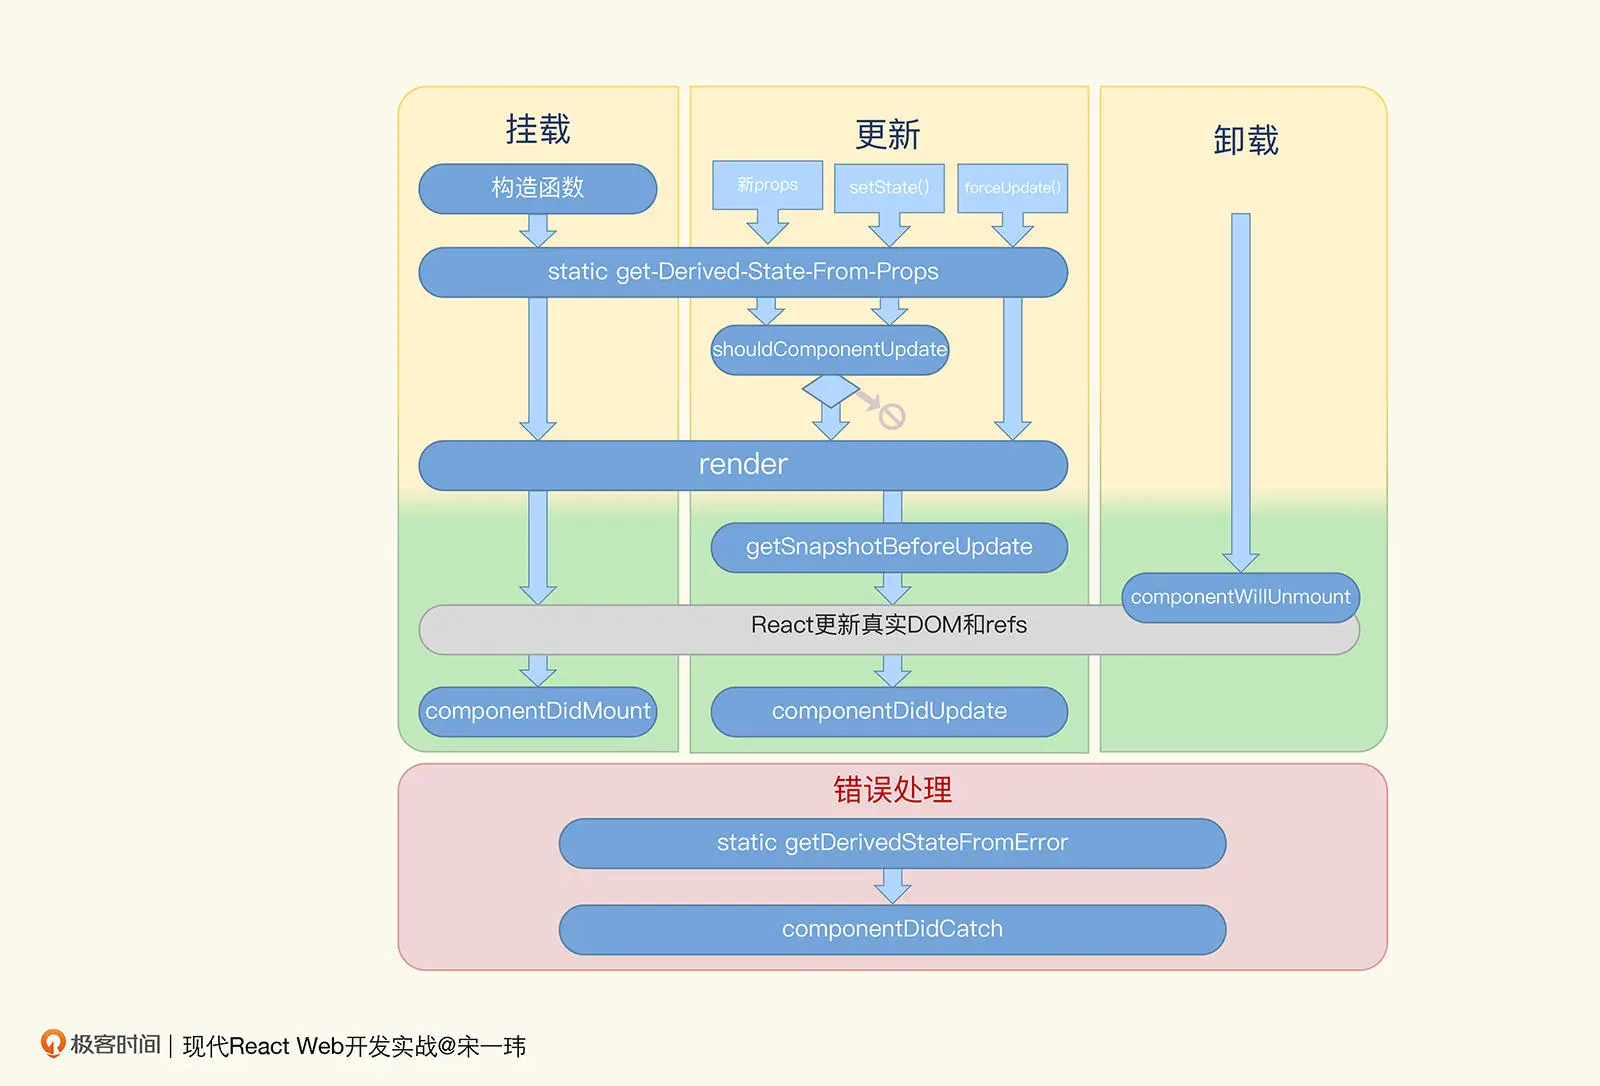 挂载
更新
卸载
构造函数
新props
setState()
forceUpdate()
static get-Derived-State-From-Props
shouldComponentUpdate
render
getSnapshotBeforeUpdate
componentWillUnmount
React更新真实DOM和refs
componentDidMount
componentDidUpdate
错误处理
static getDerivedStateFromError
componentDidCatch
极客时间 | 现代React Web开发实战@宋一玮